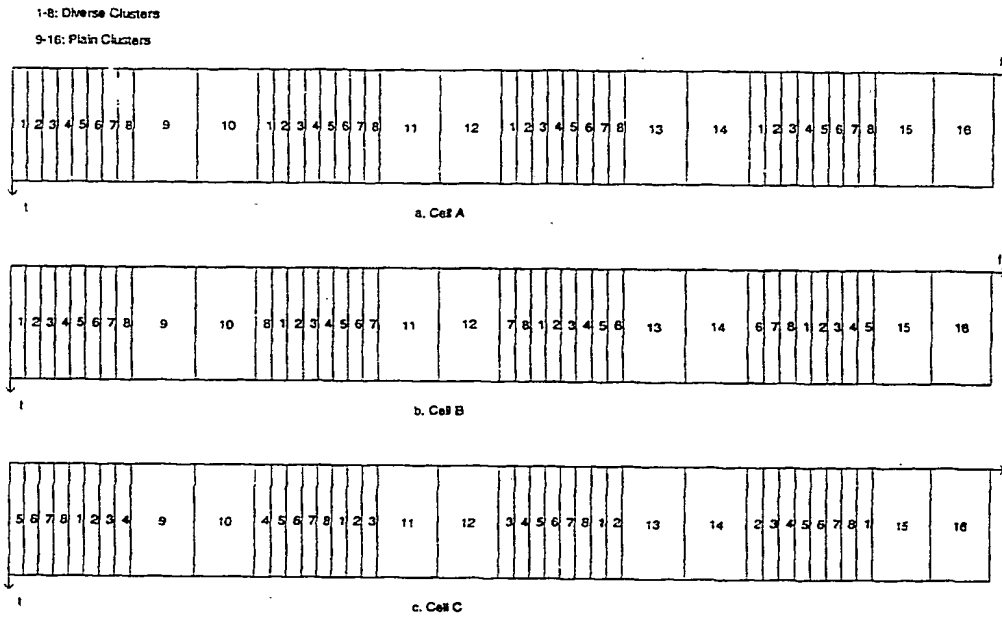 1-8: Diverse Clusters
9-16: Plain Clusters
f
1 2 3 4 5 6 7 8 9 10 1 2 3 4 5 6 7 8 11 12 1 2 3 4 5 6 7 8 13 14 1 2 3 4 5 6 7 8 15 16
t
a. Cell A
f
1 2 3 4 5 6 7 8 9 10 8 1 2 3 4 5 6 7 11 12 7 8 1 2 3 4 5 6 13 14 6 7 8 1 2 3 4 5 15 16
t
b. Cell B
5 6 7 8 1 2 3 4 9 10 4 5 6 7 8 1 2 3 11 12 3 4 5 6 7 8 1 2 13 14 2 3 4 5 6 7 8 1 15 16
t
c. Cell C